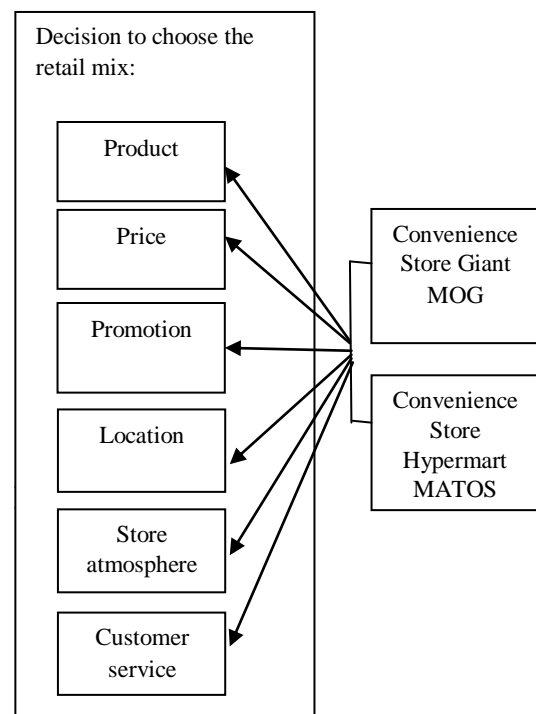 Decision to choose the
retail mix:
Product
Price
Promotion
Location
Store
atmosphere
Customer
service
Convenience
Store Giant
MOG
Convenience
Store
Hypermart
MATOS